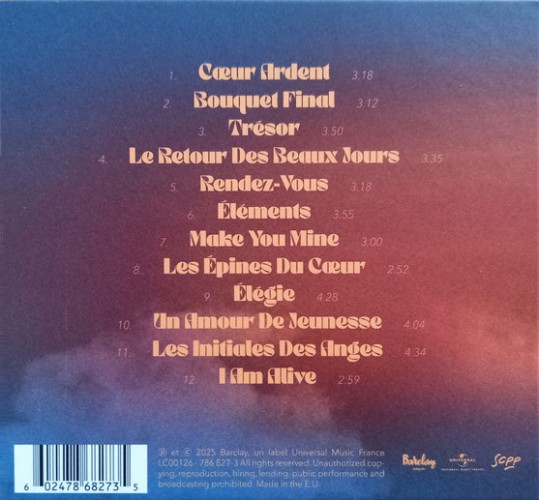 1. Cœur Ardent 3.18
2. Bouquet Final 3.12
3. Trésor 3.50
4. Le Retour Des Beaux Jours 3.35
5. Rendez-Vous 3.18
6. Éléments 3.55
7. Make You Mine 3.00
8. Les Épines Du Cœur 2:52
9. Élégie 4.28
10. Un Amour De Jeunesse 4.04
11. Les Initiales Des Anges 4.34
12. I Am Alive 2:59
℗ et © 2025 Barclay, un label Universal Music France
LC00126 - 786 827-3 All rights reserved. Unauthorized cop-
ying, reproduction, hiring, lending, public performance and
broadcasting prohibited. Made in the E.U.
Barclay
UNIVERSAL
SCPP
6 02478 68273 5